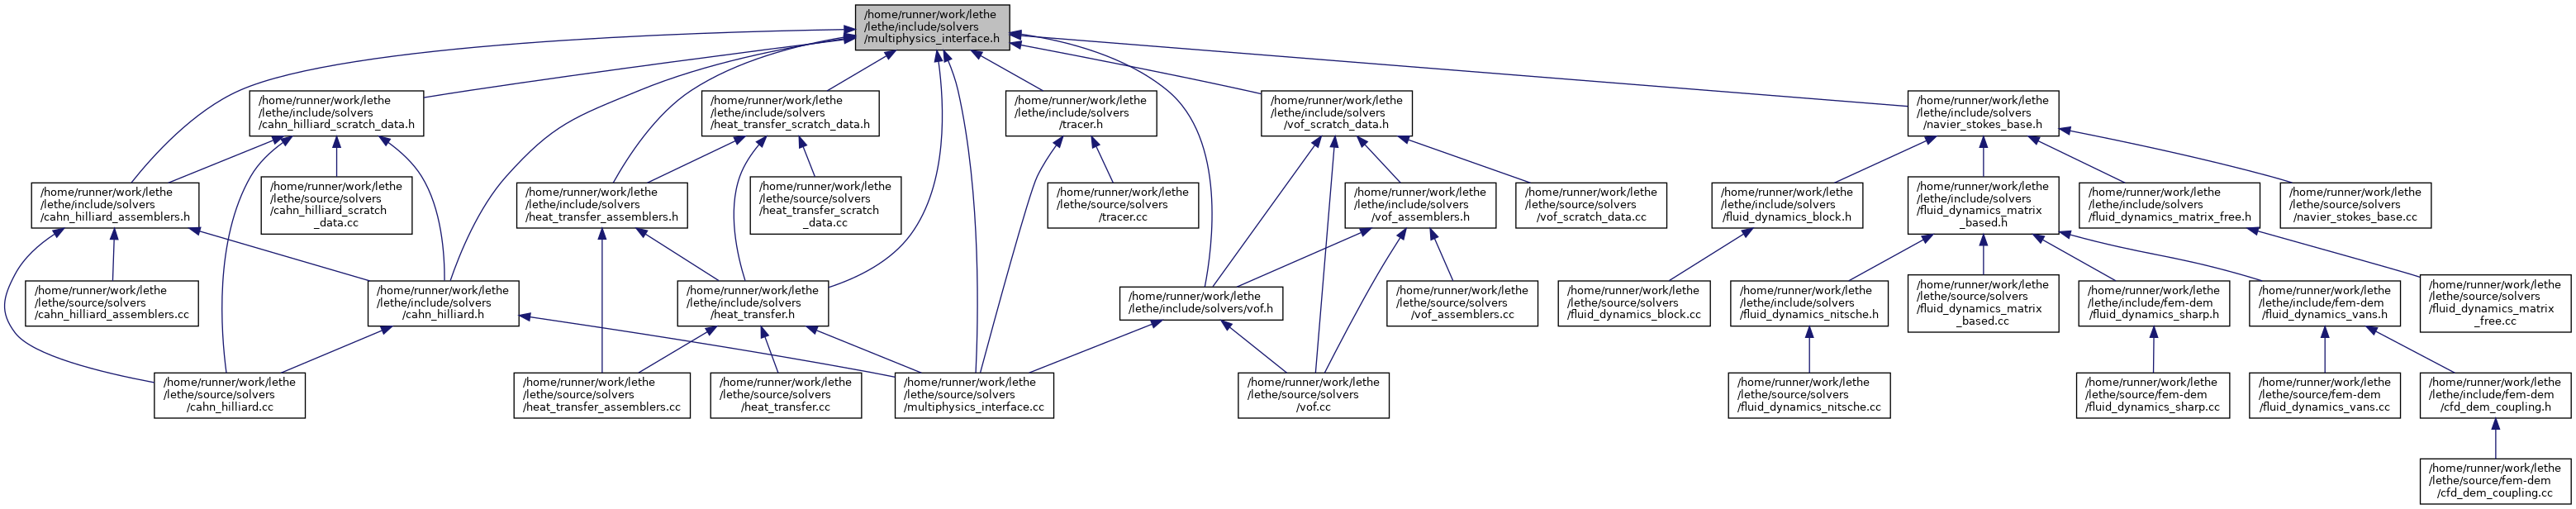 /home/runner/work/lethe
/lethe/include/solvers
/multiphysics_interface.h
/home/runner/work/lethe
/lethe/include/solvers
/cahn_hilliard_scratch_data.h
/home/runner/work/lethe
/lethe/include/solvers
/heat_transfer_scratch_data.h
/home/runner/work/lethe
/lethe/include/solvers
/tracer.h
/home/runner/work/lethe
/lethe/include/solvers
/vof_scratch_data.h
/home/runner/work/lethe
/lethe/include/solvers
/navier_stokes_base.h
/home/runner/work/lethe
/lethe/include/solvers
/cahn_hilliard_assemblers.h
/home/runner/work/lethe
/lethe/source/solvers
/cahn_hilliard_scratch
_data.cc
/home/runner/work/lethe
/lethe/include/solvers
/heat_transfer_assemblers.h
/home/runner/work/lethe
/lethe/source/solvers
/heat_transfer_scratch
_data.cc
/home/runner/work/lethe
/lethe/source/solvers
/tracer.cc
/home/runner/work/lethe
/lethe/include/solvers
/vof_assemblers.h
/home/runner/work/lethe
/lethe/source/solvers
/vof_scratch_data.cc
/home/runner/work/lethe
/lethe/include/solvers
/fluid_dynamics_block.h
/home/runner/work/lethe
/lethe/include/solvers
/fluid_dynamics_matrix
_based.h
/home/runner/work/lethe
/lethe/include/solvers
/fluid_dynamics_matrix_free.h
/home/runner/work/lethe
/lethe/source/solvers
/navier_stokes_base.cc
/home/runner/work/lethe
/lethe/source/solvers
/cahn_hilliard_assemblers.cc
/home/runner/work/lethe
/lethe/include/solvers
/cahn_hilliard.h
/home/runner/work/lethe
/lethe/include/solvers
/heat_transfer.h
/home/runner/work/lethe
/lethe/include/solvers/vof.h
/home/runner/work/lethe
/lethe/source/solvers
/vof_assemblers.cc
/home/runner/work/lethe
/lethe/source/solvers
/fluid_dynamics_block.cc
/home/runner/work/lethe
/lethe/include/solvers
/fluid_dynamics_nitsche.h
/home/runner/work/lethe
/lethe/source/solvers
/fluid_dynamics_matrix
_based.cc
/home/runner/work/lethe
/lethe/include/fem-dem
/fluid_dynamics_sharp.h
/home/runner/work/lethe
/lethe/include/fem-dem
/fluid_dynamics_vans.h
/home/runner/work/lethe
/lethe/source/solvers
/fluid_dynamics_matrix
_free.cc
/home/runner/work/lethe
/lethe/source/solvers
/cahn_hilliard.cc
/home/runner/work/lethe
/lethe/source/solvers
/heat_transfer_assemblers.cc
/home/runner/work/lethe
/lethe/source/solvers
/heat_transfer.cc
/home/runner/work/lethe
/lethe/source/solvers
/multiphysics_interface.cc
/home/runner/work/lethe
/lethe/source/solvers
/vof.cc
/home/runner/work/lethe
/lethe/source/solvers
/fluid_dynamics_nitsche.cc
/home/runner/work/lethe
/lethe/source/fem-dem
/fluid_dynamics_sharp.cc
/home/runner/work/lethe
/lethe/source/fem-dem
/fluid_dynamics_vans.cc
/home/runner/work/lethe
/lethe/include/fem-dem
/cfd_dem_coupling.h
/home/runner/work/lethe
/lethe/source/fem-dem
/cfd_dem_coupling.cc